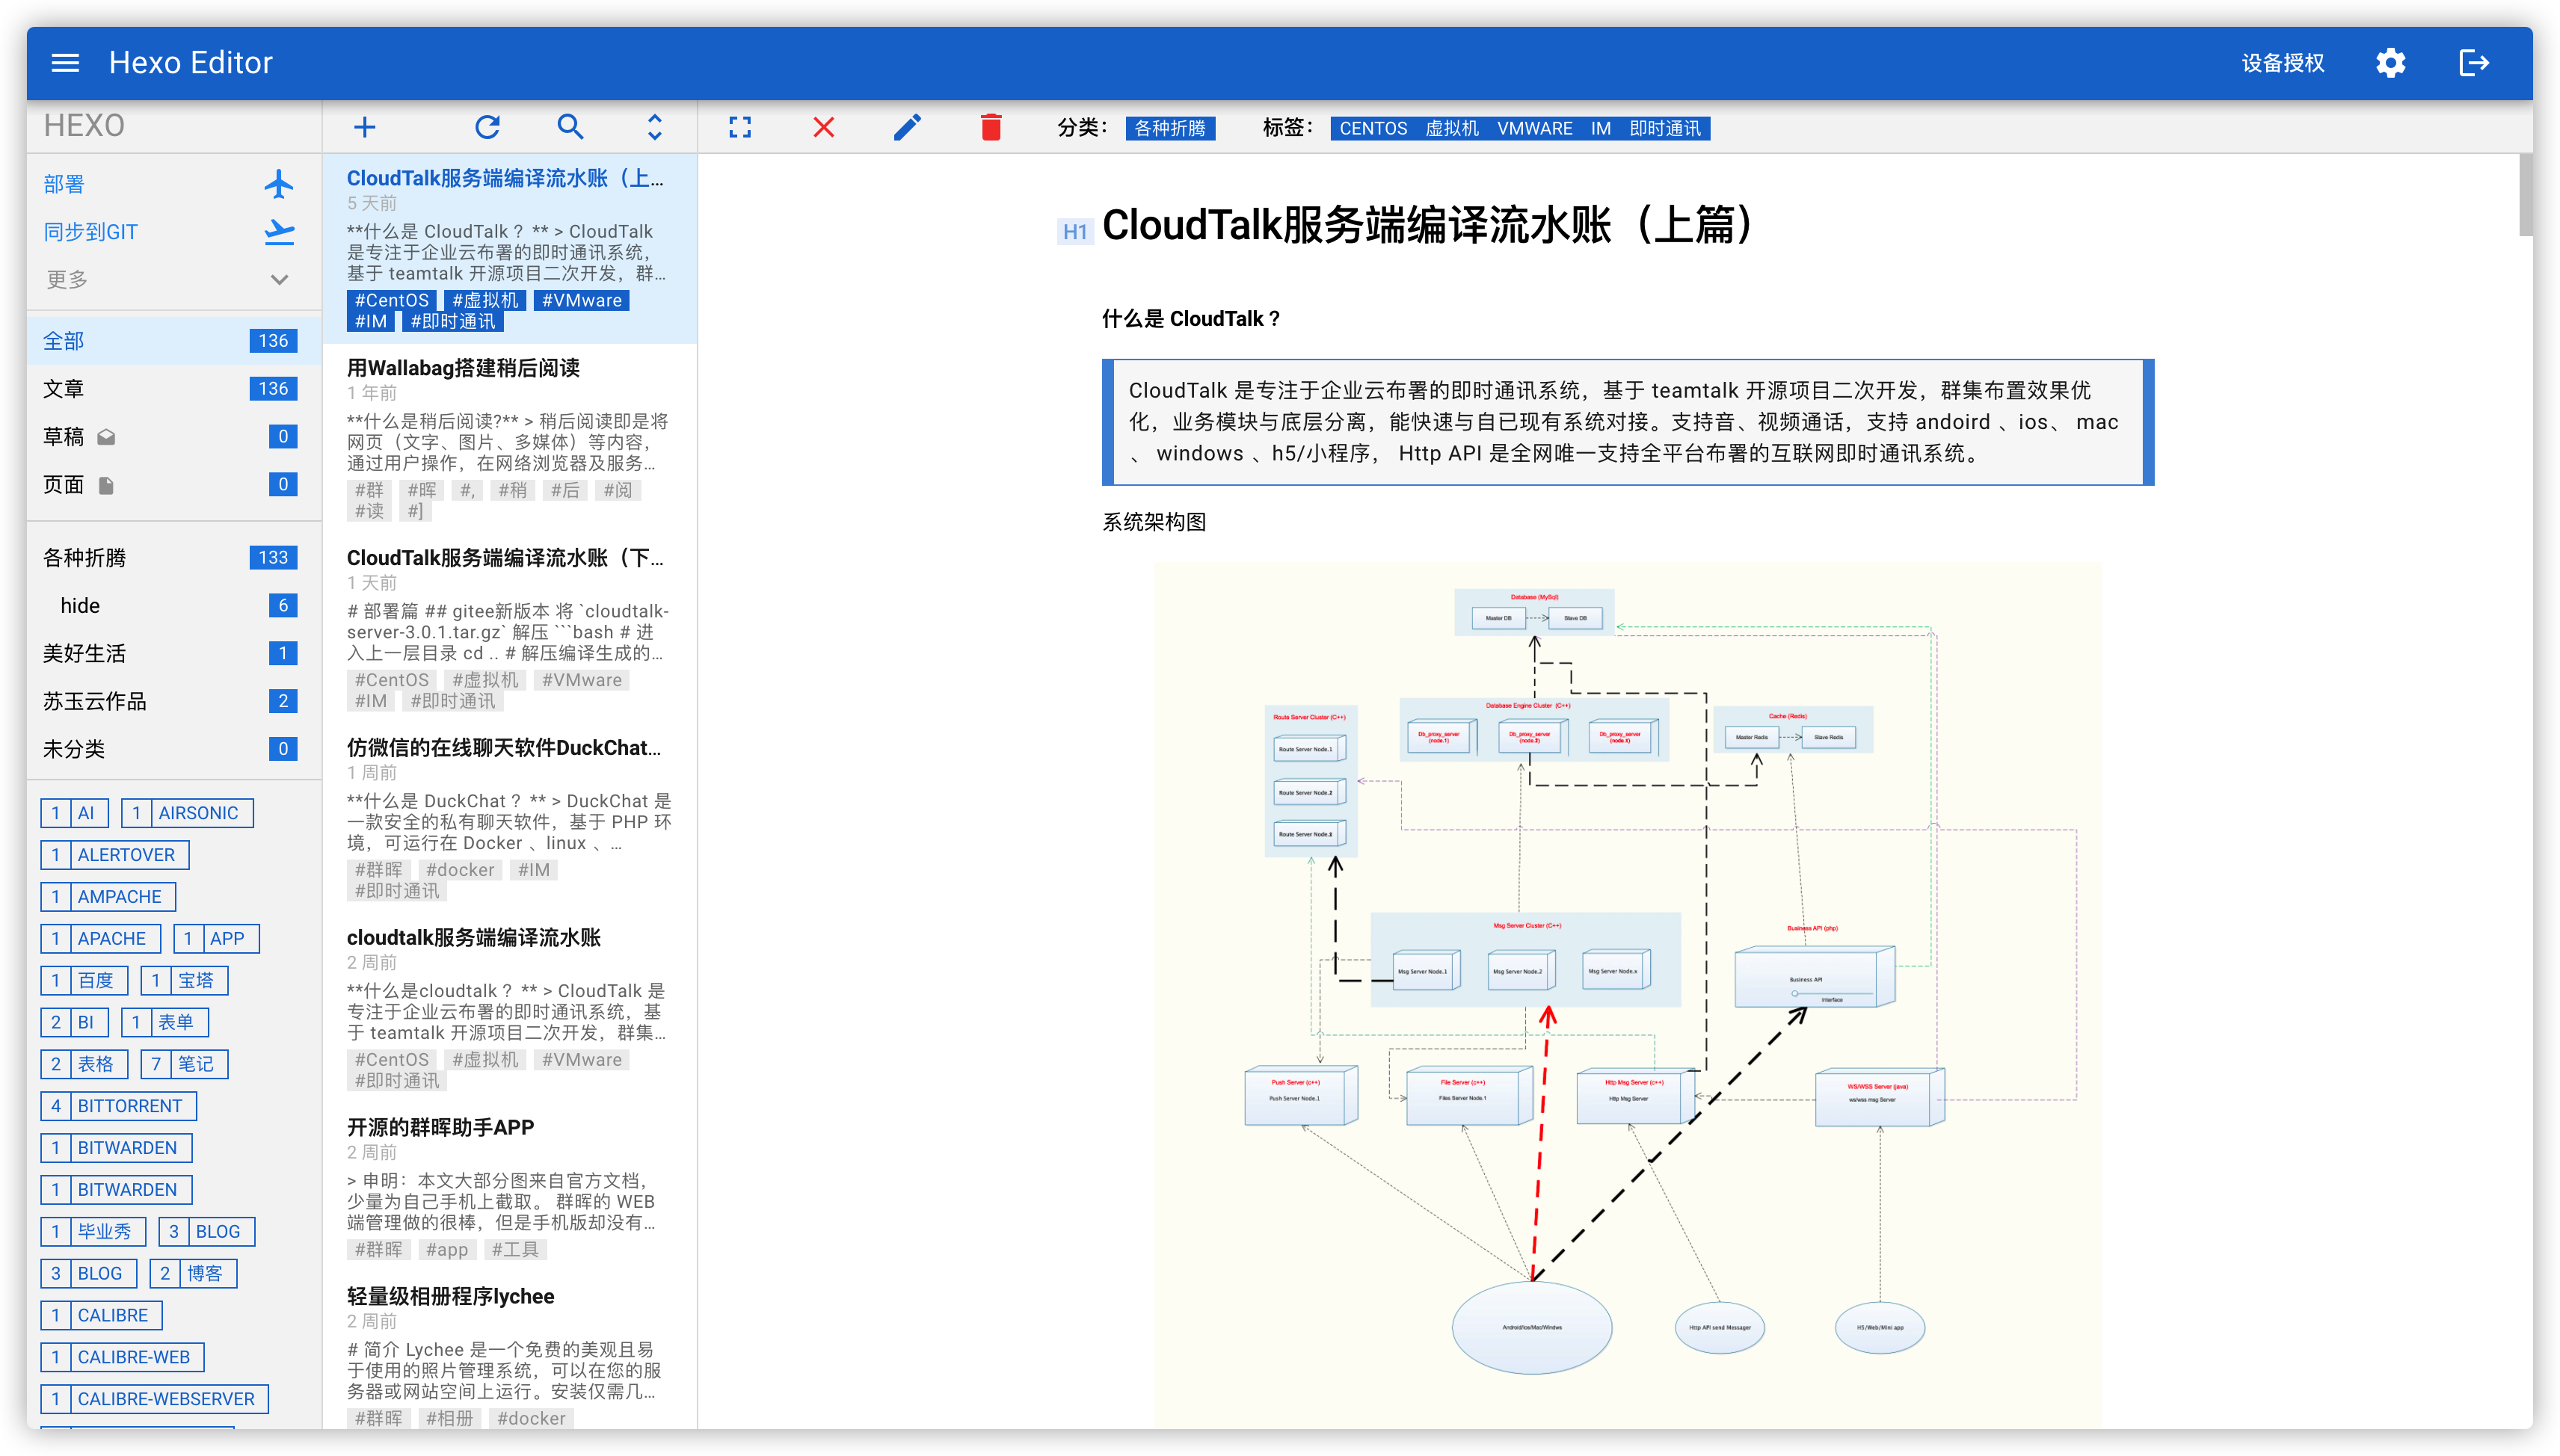 Hexo Editor
设备授权
HEXO
部署
同步到GIT
更多
全部 136
文章 136
草稿 0
页面 0
各种折腾 133
hide 6
美好生活 1
苏玉云作品 2
未分类 0
1 AI 1 AIRSONIC
1 ALERTOVER
1 AMPACHE
1 APACHE 1 APP
1 百度 1 宝塔
2 BI 1 表单
2 表格 7 笔记
4 BITTORRENT
1 BITWARDEN
1 BITWARDEN
1 毕业秀 3 BLOG
3 BLOG 2 博客
1 CALIBRE
1 CALIBRE-WEB
1 CALIBRE-WEBSERVER
CloudTalk服务端编译流水账（上...
5 天前
**什么是 CloudTalk ？ ** > CloudTalk
是专注于企业云布署的即时通讯系统，
基于 teamtalk 开源项目二次开发，群...
#CentOS #虚拟机 #VMware
#IM #即时通讯
用Wallabag搭建稍后阅读
1 年前
**什么是稍后阅读?** > 稍后阅读即是将
网页（文字、图片、多媒体）等内容，
通过用户操作，在网络浏览器及服务...
#群 #晖 #, #稍 #后 #阅
#读 #]
CloudTalk服务端编译流水账（下...
1 天前
# 部署篇 ## gitee新版本 将 `cloudtalk-
server-3.0.1.tar.gz` 解压 ```bash # 进
入上一层目录 cd .. # 解压编译生成的...
#CentOS #虚拟机 #VMware
#IM #即时通讯
仿微信的在线聊天软件DuckChat...
1 周前
**什么是 DuckChat ？ ** > DuckChat 是
一款安全的私有聊天软件，基于 PHP 环
境，可运行在 Docker 、linux 、...
#群晖 #docker #IM
#即时通讯
cloudtalk服务端编译流水账
2 周前
**什么是cloudtalk ？ ** > CloudTalk 是
专注于企业云布署的即时通讯系统，基
于 teamtalk 开源项目二次开发，群集...
#CentOS #虚拟机 #VMware
#即时通讯
开源的群晖助手APP
2 周前
> 申明：本文大部分图来自官方文档，
少量为自己手机上截取。 群晖的 WEB
端管理做的很棒，但是手机版却没有...
#群晖 #app #工具
轻量级相册程序lychee
2 周前
# 简介 Lychee 是一个免费的美观且易
于使用的照片管理系统，可以在您的服
务器或网站空间上运行。安装仅需几...
#群晖 #相册 #docker
分类： 各种折腾 标签： CENTOS 虚拟机 VMWARE IM 即时通讯
H1 CloudTalk服务端编译流水账（上篇）
什么是 CloudTalk ？
CloudTalk 是专注于企业云布署的即时通讯系统，基于 teamtalk 开源项目二次开发，群集布置效果优
化，业务模块与底层分离，能快速与自已现有系统对接。支持音、视频通话，支持 andoird 、ios、 mac
、 windows 、h5/小程序， Http API 是全网唯一支持全平台布署的互联网即时通讯系统。
系统架构图
Database (MySql)
Master DB Slave DB
Database Engine Cluster (C++)
Db_proxy_server (node.1)
Db_proxy_server (node.2)
Db_proxy_server (node.X)
Cache (Redis)
Master Redis Slave Redis
Route Server Cluster (C++)
Route Server Node.1
Route Server Node.2
Route Server Node.X
Msg Server Cluster (C++)
Msg Server Node.1 Msg Server Node.2 Msg Server Node.x
Business API (php)
Business API
Interface
Push Server (c++)
Push Server Node.1
File Server (c++)
Files Server Node.1
Http Msg Server (c++)
Http Msg Server
WS/WSS Server (java)
ws/wss msg Server
Android/ios/Mac/Windws
Http API send Messager
H5/Web/Mini app